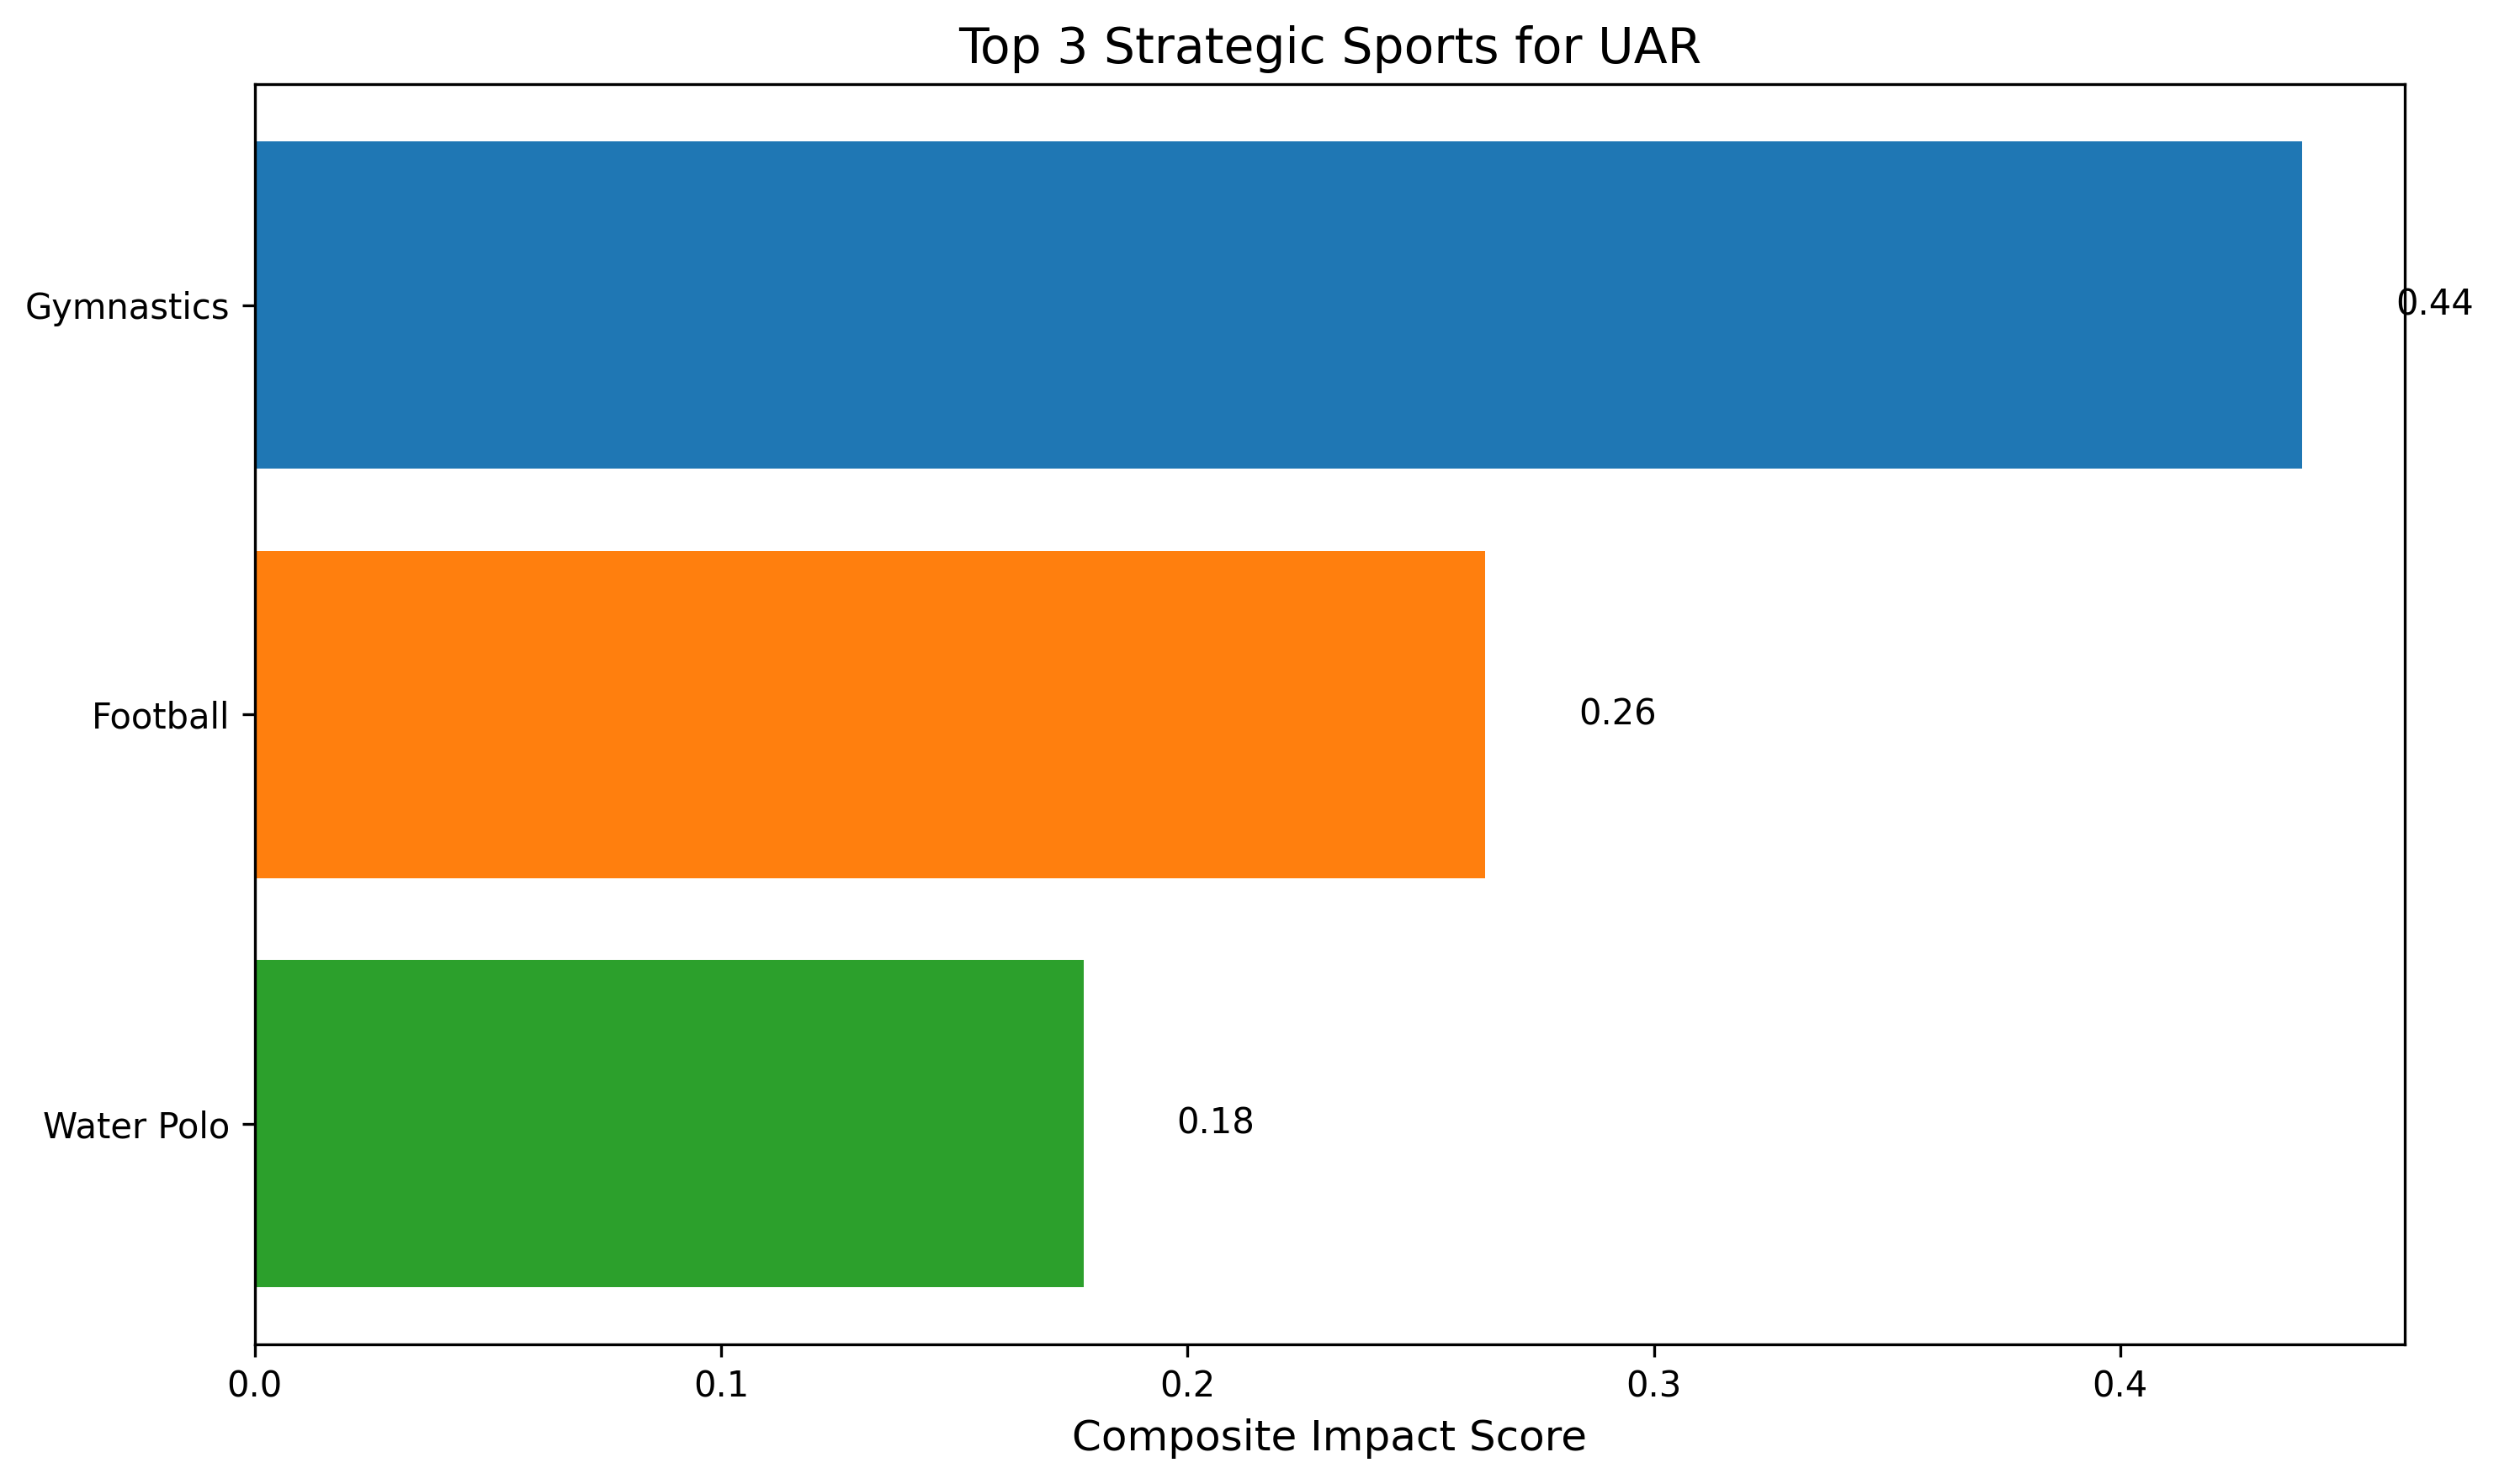 Top 3 Strategic Sports for UAR
Gymnastics
0.44
Football
0.26
Water Polo
0.18
0.0 0.1 0.2 0.3 0.4
Composite Impact Score